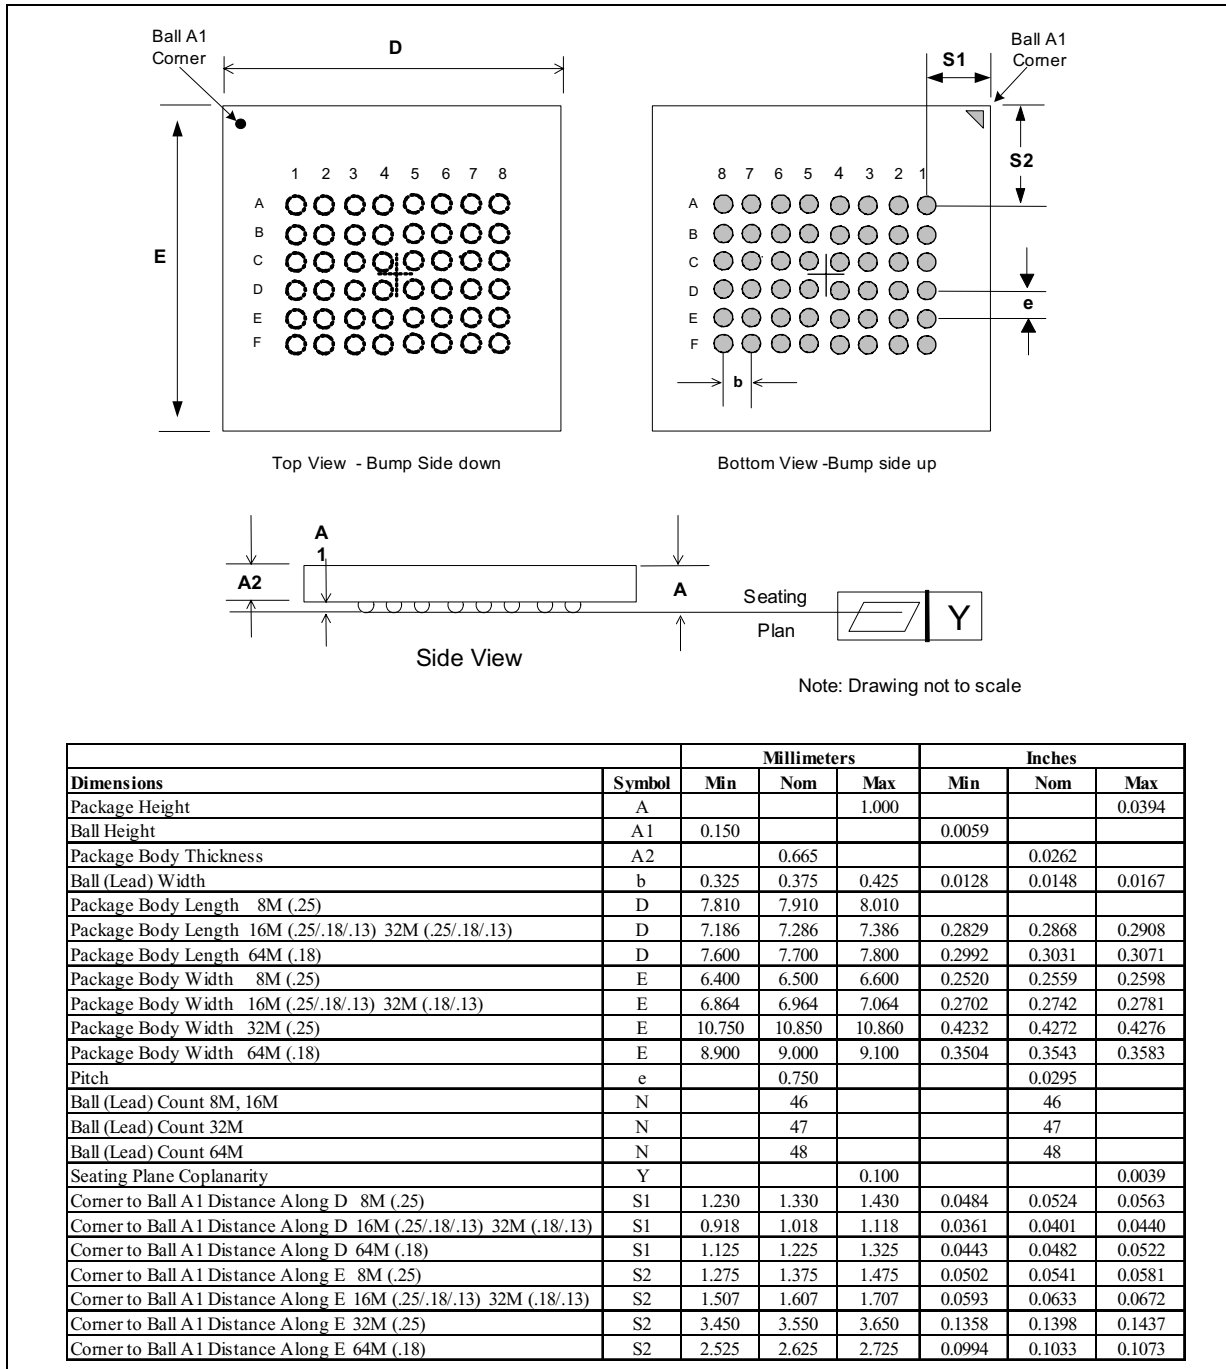 Ball A1
Corner
D
E
1 2 3 4 5 6 7 8
A
B
C
D
E
F
Top View - Bump Side down
Ball A1
Corner
S1
S2
8 7 6 5 4 3 2 1
A
B
C
D
E
F
e
b
Bottom View -Bump side up
A
1
A2
A
Seating
Plan
Y
Side View
Note: Drawing not to scale
Millimeters Inches
Dimensions Symbol Min Nom Max Min Nom Max
Package Height A 1.000 0.0394
Ball Height A1 0.150 0.0059
Package Body Thickness A2 0.665 0.0262
Ball (Lead) Width b 0.325 0.375 0.425 0.0128 0.0148 0.0167
Package Body Length 8M (.25) D 7.810 7.910 8.010
Package Body Length 16M (.25/.18/.13) 32M (.25/.18/.13) D 7.186 7.286 7.386 0.2829 0.2868 0.2908
Package Body Length 64M (.18) D 7.600 7.700 7.800 0.2992 0.3031 0.3071
Package Body Width 8M (.25) E 6.400 6.500 6.600 0.2520 0.2559 0.2598
Package Body Width 16M (.25/.18/.13) 32M (.18/.13) E 6.864 6.964 7.064 0.2702 0.2742 0.2781
Package Body Width 32M (.25) E 10.750 10.850 10.860 0.4232 0.4272 0.4276
Package Body Width 64M (.18) E 8.900 9.000 9.100 0.3504 0.3543 0.3583
Pitch e 0.750 0.0295
Ball (Lead) Count 8M, 16M N 46 46
Ball (Lead) Count 32M N 47 47
Ball (Lead) Count 64M N 48 48
Seating Plane Coplanarity Y 0.100 0.0039
Corner to Ball A1 Distance Along D 8M (.25) S1 1.230 1.330 1.430 0.0484 0.0524 0.0563
Corner to Ball A1 Distance Along D 16M (.25/.18/.13) 32M (.18/.13) S1 0.918 1.018 1.118 0.0361 0.0401 0.0440
Corner to Ball A1 Distance Along D 64M (.18) S1 1.125 1.225 1.325 0.0443 0.0482 0.0522
Corner to Ball A1 Distance Along E 8M (.25) S2 1.275 1.375 1.475 0.0502 0.0541 0.0581
Corner to Ball A1 Distance Along E 16M (.25/.18/.13) 32M (.18/.13) S2 1.507 1.607 1.707 0.0593 0.0633 0.0672
Corner to Ball A1 Distance Along E 32M (.25) S2 3.450 3.550 3.650 0.1358 0.1398 0.1437
Corner to Ball A1 Distance Along E 64M (.18) S2 2.525 2.625 2.725 0.0994 0.1033 0.1073